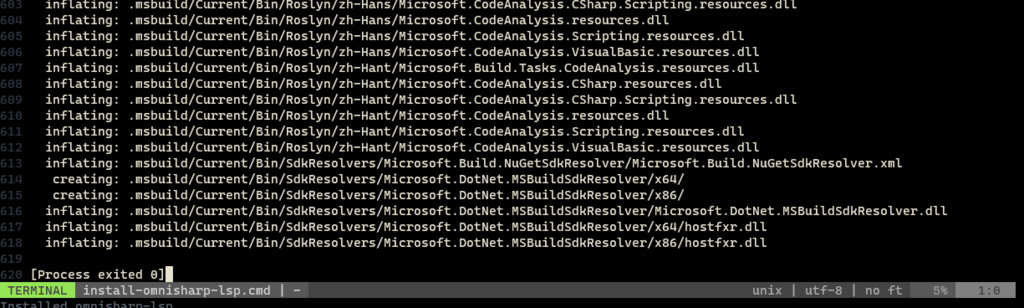 603   inflating: .msbuild/Current/Bin/Roslyn/zh-Hans/Microsoft.CodeAnalysis.CSharp.Scripting.resources.dll
604   inflating: .msbuild/Current/Bin/Roslyn/zh-Hans/Microsoft.CodeAnalysis.resources.dll
605   inflating: .msbuild/Current/Bin/Roslyn/zh-Hans/Microsoft.CodeAnalysis.Scripting.resources.dll
606   inflating: .msbuild/Current/Bin/Roslyn/zh-Hans/Microsoft.CodeAnalysis.VisualBasic.resources.dll
607   inflating: .msbuild/Current/Bin/Roslyn/zh-Hant/Microsoft.Build.Tasks.CodeAnalysis.resources.dll
608   inflating: .msbuild/Current/Bin/Roslyn/zh-Hant/Microsoft.CodeAnalysis.CSharp.resources.dll
609   inflating: .msbuild/Current/Bin/Roslyn/zh-Hant/Microsoft.CodeAnalysis.CSharp.Scripting.resources.dll
610   inflating: .msbuild/Current/Bin/Roslyn/zh-Hant/Microsoft.CodeAnalysis.resources.dll
611   inflating: .msbuild/Current/Bin/Roslyn/zh-Hant/Microsoft.CodeAnalysis.Scripting.resources.dll
612   inflating: .msbuild/Current/Bin/Roslyn/zh-Hant/Microsoft.CodeAnalysis.VisualBasic.resources.dll
613   inflating: .msbuild/Current/Bin/SdkResolvers/Microsoft.Build.NuGetSdkResolver/Microsoft.Build.NuGetSdkResolver.xml
614    creating: .msbuild/Current/Bin/SdkResolvers/Microsoft.DotNet.MSBuildSdkResolver/x64/
615    creating: .msbuild/Current/Bin/SdkResolvers/Microsoft.DotNet.MSBuildSdkResolver/x86/
616   inflating: .msbuild/Current/Bin/SdkResolvers/Microsoft.DotNet.MSBuildSdkResolver/Microsoft.DotNet.MSBuildSdkResolver.dll
617   inflating: .msbuild/Current/Bin/SdkResolvers/Microsoft.DotNet.MSBuildSdkResolver/x64/hostfxr.dll
618   inflating: .msbuild/Current/Bin/SdkResolvers/Microsoft.DotNet.MSBuildSdkResolver/x86/hostfxr.dll
619
620 [Process exited 0]
TERMINAL install-omnisharp-lsp.cmd | - unix | utf-8 | no ft 5% 1:0
Installed omnisharp-lsp